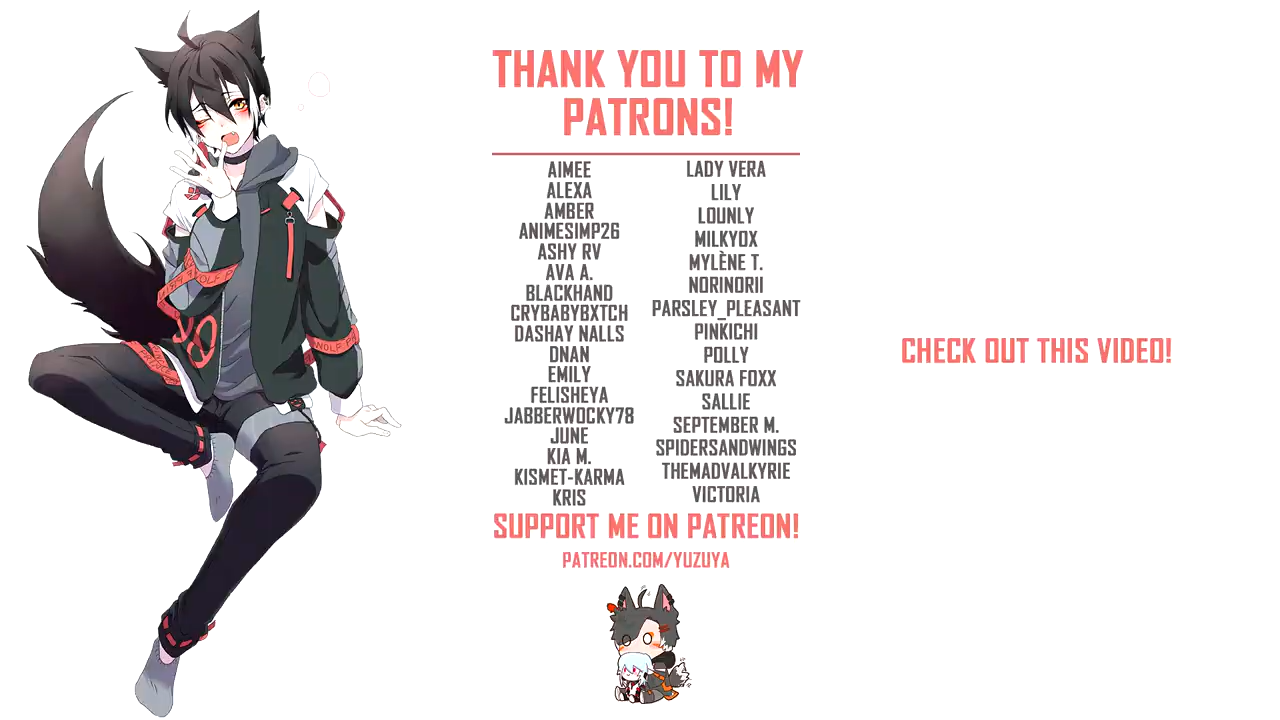 THANK YOU TO MY
PATRONS!
AIMEE
ALEXA
AMBER
ANIMESIMP26
ASHY RV
AVA A.
BLACKHAND
CRYBABYBXTCH
DASHAY NALLS
DNAN
EMILY
FELISHEYA
JABBERWOCKY78
JUNE
KIA M.
KISMET-KARMA
KRIS
LADY VERA
LILY
LOUNLY
MILKYOX
MYLÈNE T.
NORINORII
PARSLEY_PLEASANT
PINKICHI
POLLY
SAKURA FOXX
SALLIE
SEPTEMBER M.
SPIDERSANDWINGS
THEMADVALKYRIE
VICTORIA
SUPPORT ME ON PATREON!
PATREON.COM/YUZUYA
CHECK OUT THIS VIDEO!